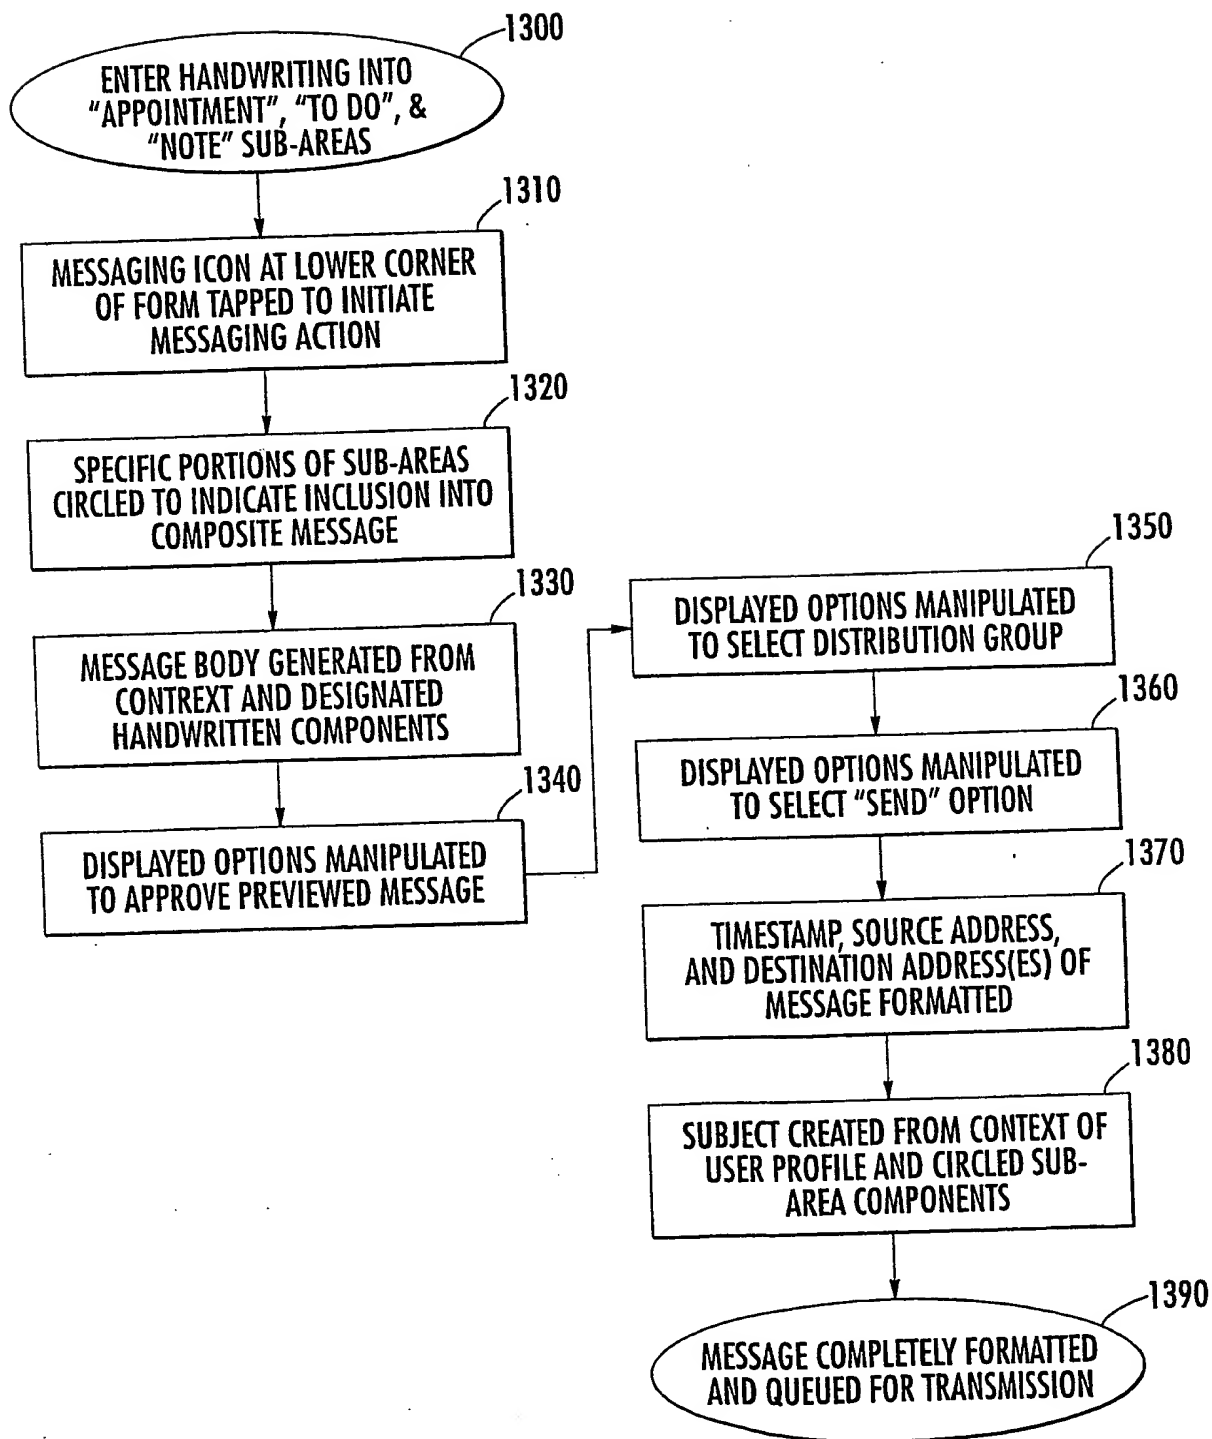 1300
ENTER HANDWRITING INTO
"APPOINTMENT", "TO DO", &
"NOTE" SUB-AREAS
1310
MESSAGING ICON AT LOWER CORNER
OF FORM TAPPED TO INITIATE
MESSAGING ACTION
1320
SPECIFIC PORTIONS OF SUB-AREAS
CIRCLED TO INDICATE INCLUSION INTO
COMPOSITE MESSAGE
1330
MESSAGE BODY GENERATED FROM
CONTREXT AND DESIGNATED
HANDWRITTEN COMPONENTS
1340
DISPLAYED OPTIONS MANIPULATED
TO APPROVE PREVIEWED MESSAGE
1350
DISPLAYED OPTIONS MANIPULATED
TO SELECT DISTRIBUTION GROUP
1360
DISPLAYED OPTIONS MANIPULATED
TO SELECT "SEND" OPTION
1370
TIMESTAMP, SOURCE ADDRESS,
AND DESTINATION ADDRESS(ES) OF
MESSAGE FORMATTED
1380
SUBJECT CREATED FROM CONTEXT OF
USER PROFILE AND CIRCLED SUB-
AREA COMPONENTS
1390
MESSAGE COMPLETELY FORMATTED
AND QUEUED FOR TRANSMISSION